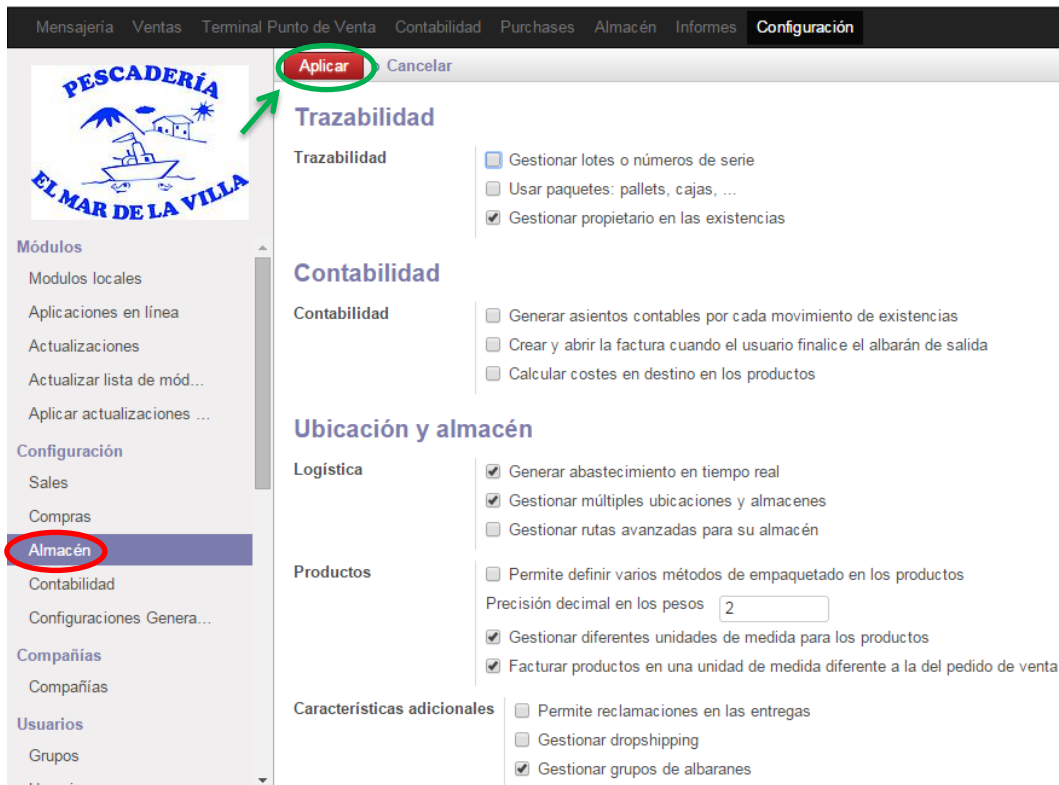 Mensajería Ventas Terminal Punto de Venta Contabilidad Purchases Almacén Informes Configuración
PESCADERÍA
EL MAR DE LA VILLA
Aplicar o Cancelar
Módulos
Modulos locales
Aplicaciones en línea
Actualizaciones
Actualizar lista de mód...
Aplicar actualizaciones ...
Configuración
Sales
Compras
Almacén
Contabilidad
Configuraciones Genera...
Compañías
Compañías
Usuarios
Grupos
Trazabilidad
Trazabilidad
Gestionar lotes o números de serie
Usar paquetes: pallets, cajas, ...
Gestionar propietario en las existencias
Contabilidad
Contabilidad
Generar asientos contables por cada movimiento de existencias
Crear y abrir la factura cuando el usuario finalice el albarán de salida
Calcular costes en destino en los productos
Ubicación y almacén
Logística
Generar abastecimiento en tiempo real
Gestionar múltiples ubicaciones y almacenes
Gestionar rutas avanzadas para su almacén
Productos
Permite definir varios métodos de empaquetado en los productos
Precisión decimal en los pesos 2
Gestionar diferentes unidades de medida para los productos
Facturar productos en una unidad de medida diferente a la del pedido de venta
Características adicionales
Permite reclamaciones en las entregas
Gestionar dropshipping
Gestionar grupos de albaranes